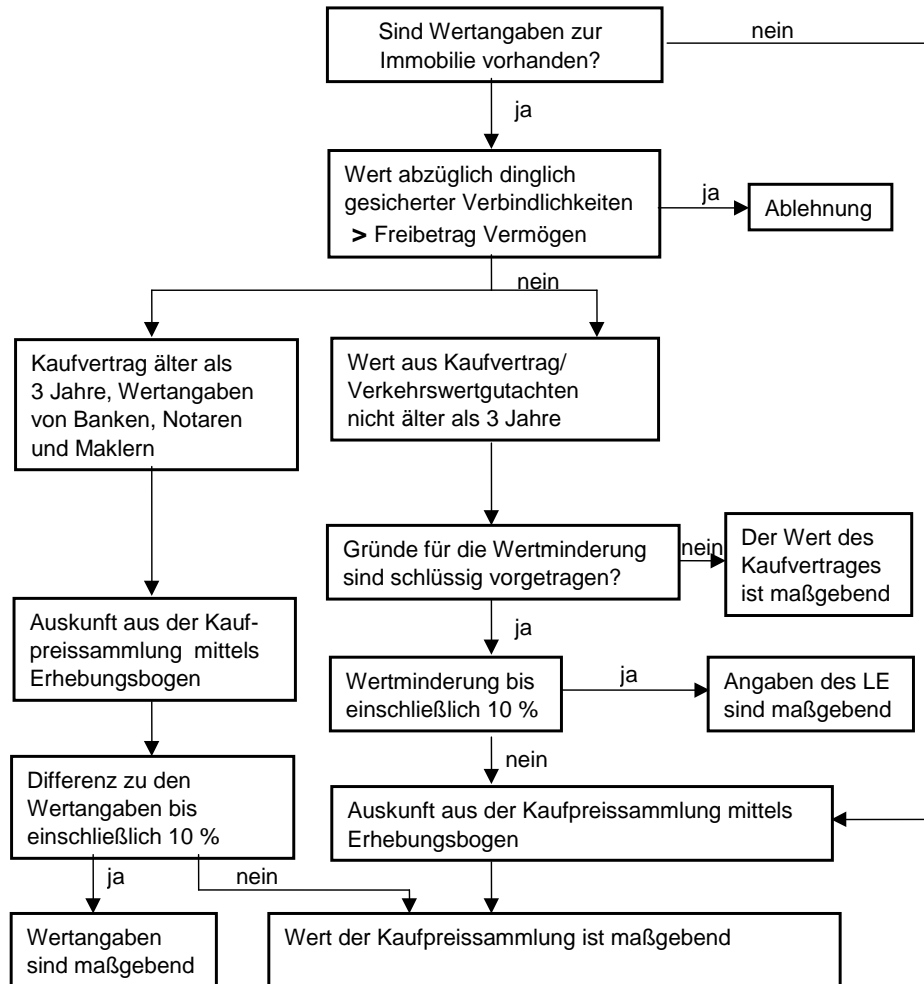 Sind Wertangaben zur
Immobilie vorhanden?
nein
ja
Wert abzüglich dinglich
gesicherter Verbindlichkeiten
> Freibetrag Vermögen
ja
Ablehnung
nein
Kaufvertrag älter als
3 Jahre, Wertangaben
von Banken, Notaren
und Maklern
Wert aus Kaufvertrag/
Verkehrswertgutachten
nicht älter als 3 Jahre
Gründe für die Wertminderung
sind schlüssig vorgetragen?
nein
Der Wert des
Kaufvertrages
ist maßgebend
Auskunft aus der Kauf-
preissammlung mittels
Erhebungsbogen
ja
Wertminderung bis
einschließlich 10 %
ja
Angaben des LE
sind maßgebend
nein
Differenz zu den
Wertangaben bis
einschließlich 10 %
Auskunft aus der Kaufpreissammlung mittels
Erhebungsbogen
ja
nein
Wertangaben
sind maßgebend
Wert der Kaufpreissammlung ist maßgebend